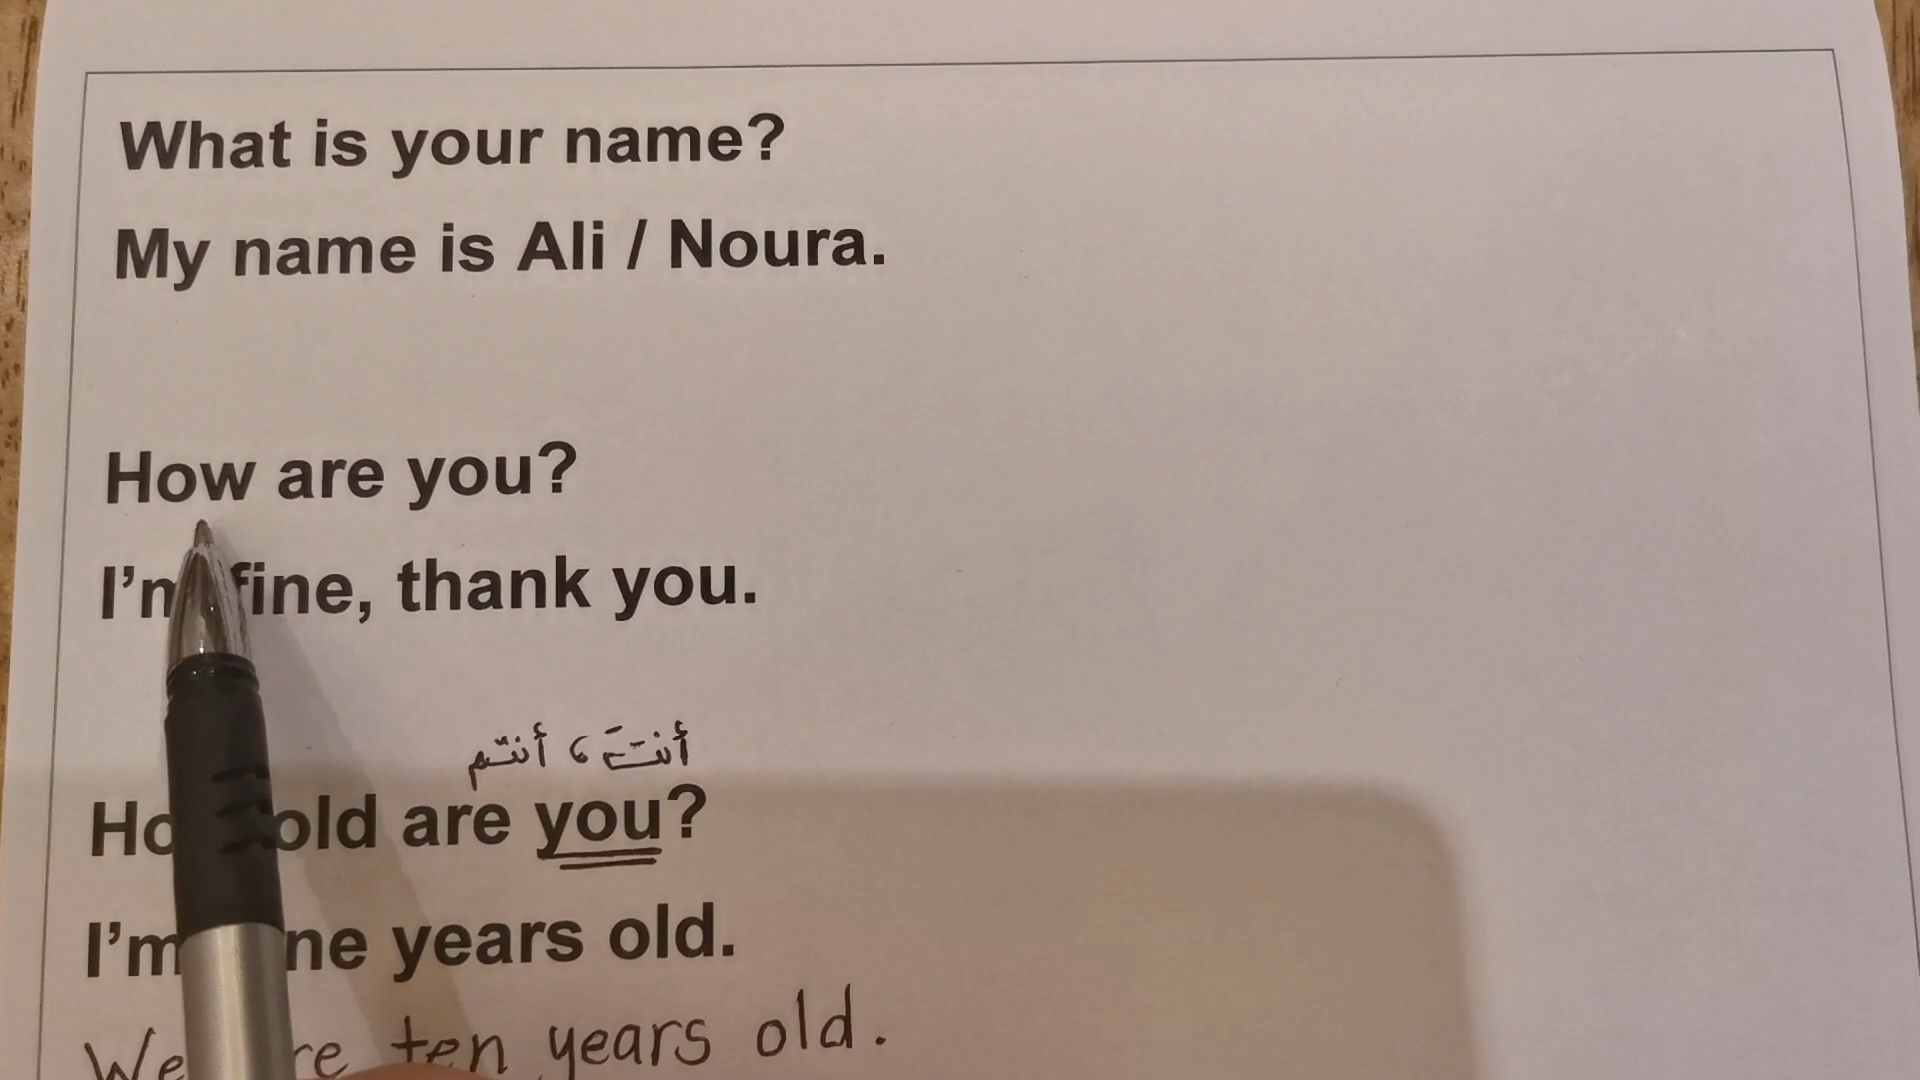 What is your name?
My name is Ali / Noura.
How are you?
fine, thank you.
أنتَ ، أنتم
old are you?
years old.
ten years old.